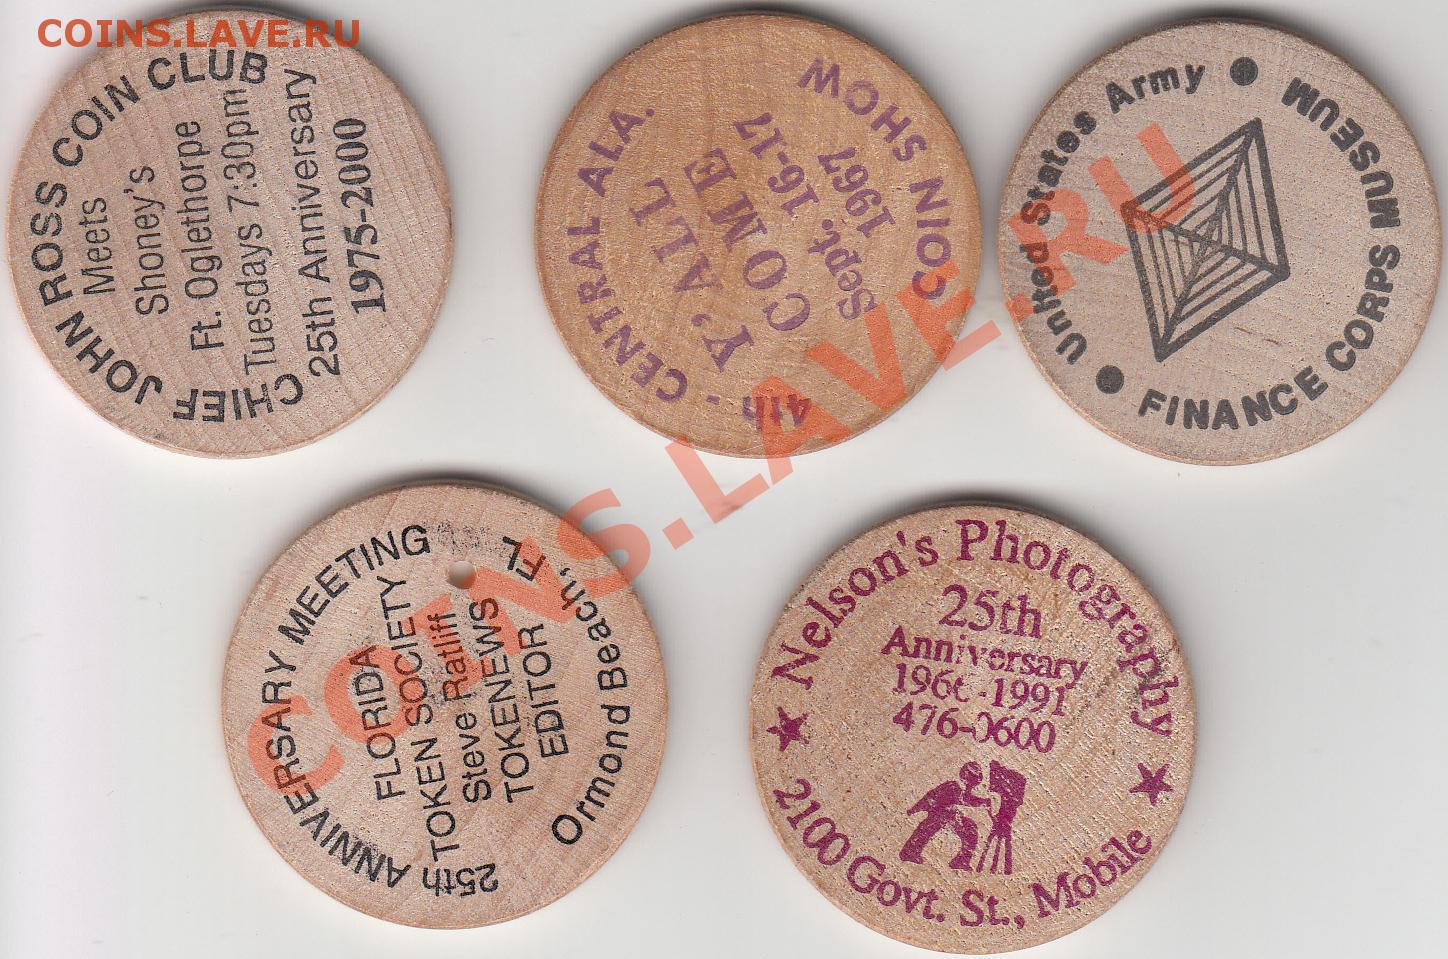 COINS.LAVE.RU
CHIEF JOHN ROSS COIN CLUB
Meets
Shoney's
Ft. Oglethorpe
Tuesdays 7:30pm
25th Anniversary
1975-2000
4th - CENTRAL ALA. COIN SHOW
Y'ALL
COME
Sept. 16-17
1967
United States Army
FINANCE CORPS MUSEUM
25th ANNIVERSARY MEETING
FLORIDA
TOKEN SOCIETY
Steve Ratliff
TOKENEWS
EDITOR
Ormond Beach, FL
Nelson's Photography
25th
Anniversary
1966-1991
476-0600
2100 Govt. St., Mobile
COINS.LAVE.RU